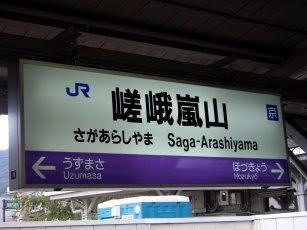 JR
嵯峨嵐山
京
さがあらしやま Saga-Arashiyama
うずまさ ほづきょう
Uzumasa Hozukyō